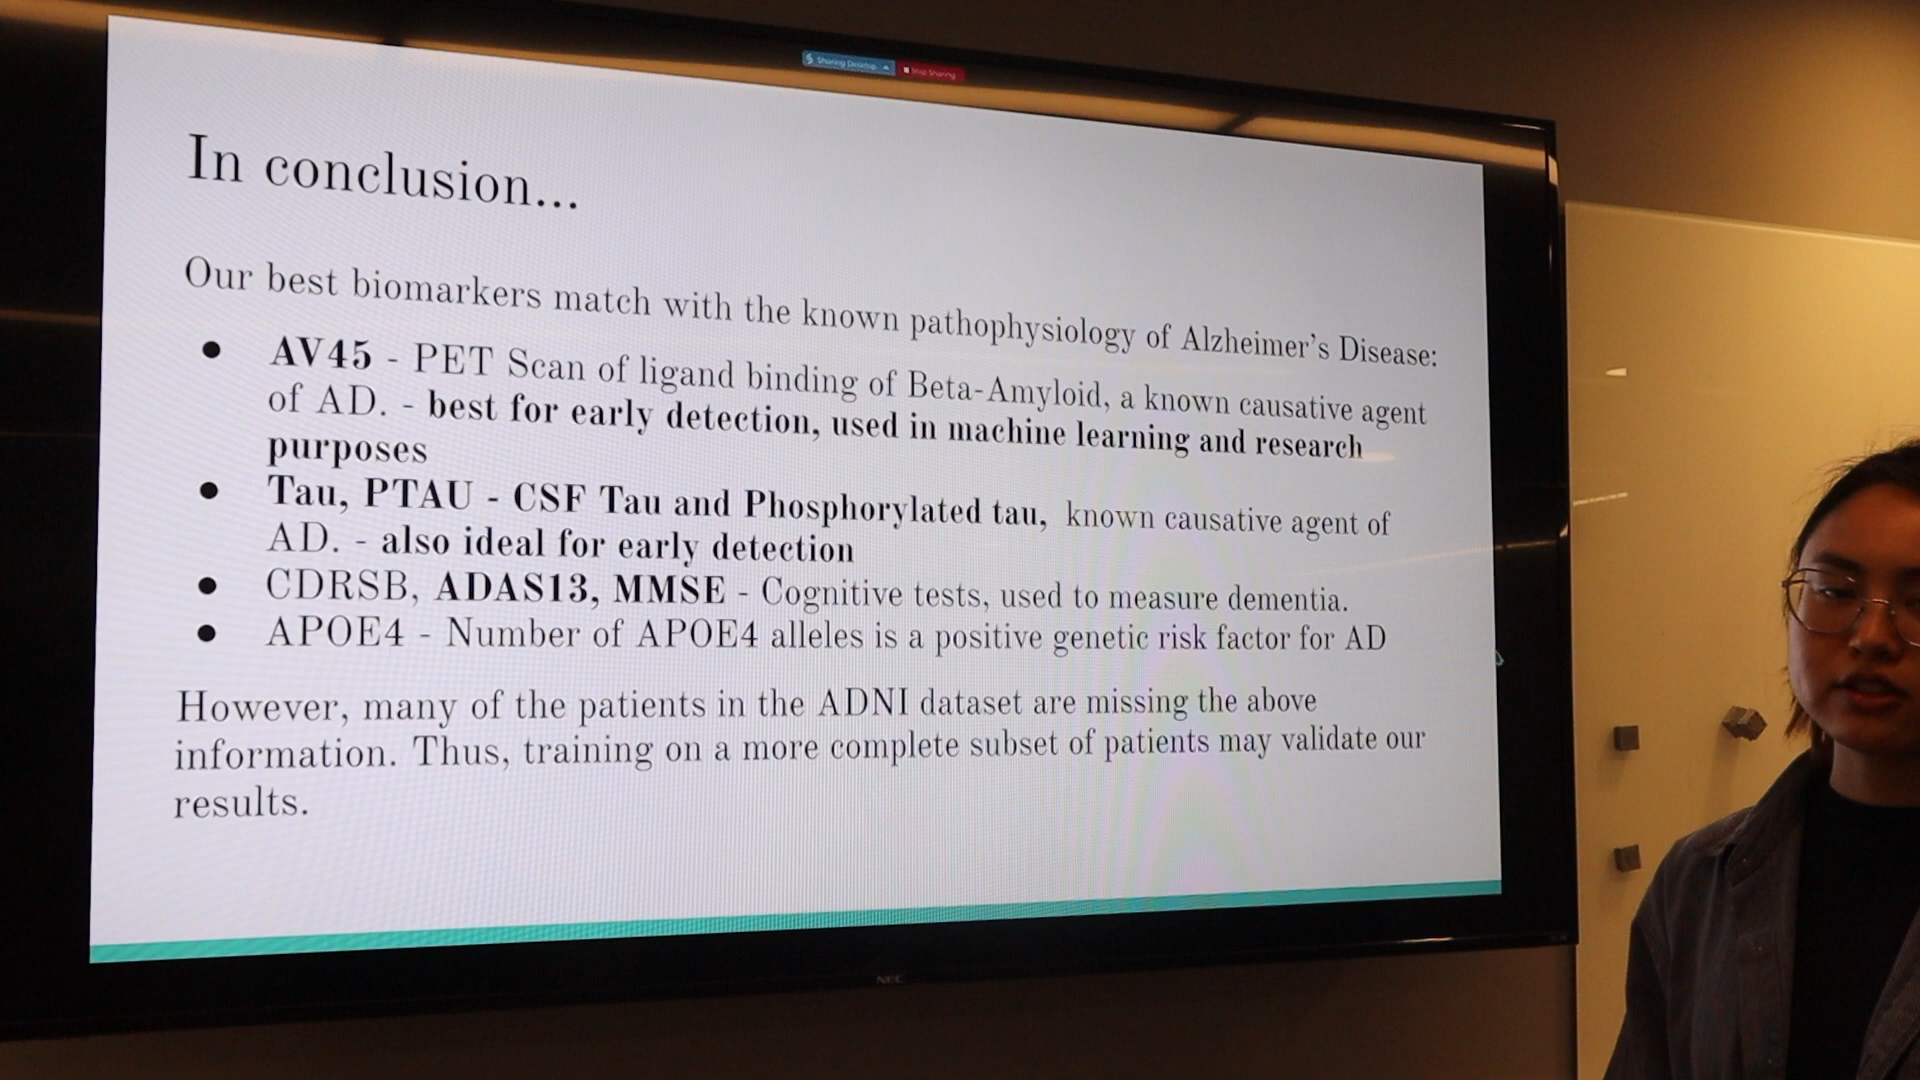 Sharing Desktop
Stop Sharing
In conclusion...
Our best biomarkers match with the known pathophysiology of Alzheimer's Disease:
● AV45 - PET Scan of ligand binding of Beta-Amyloid, a known causative agent
of AD. - best for early detection, used in machine learning and research
purposes
● Tau, PTAU - CSF Tau and Phosphorylated tau, known causative agent of
AD. - also ideal for early detection
● CDRSB, ADAS13, MMSE - Cognitive tests, used to measure dementia.
● APOE4 - Number of APOE4 alleles is a positive genetic risk factor for AD
However, many of the patients in the ADNI dataset are missing the above
information. Thus, training on a more complete subset of patients may validate our
results.
NEC